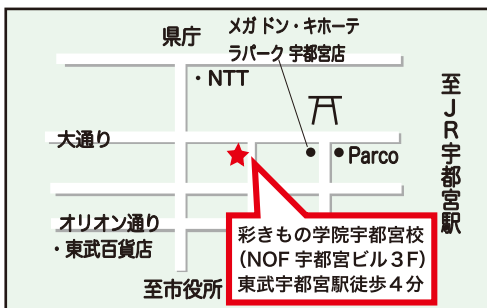 県庁
メガ ドン・キホーテ
ラパーク 宇都宮店
・NTT
至JR宇都宮駅
大通り
Parco
オリオン通り
・東武百貨店
彩きもの学院宇都宮校
（NOF 宇都宮ビル３F）
東武宇都宮駅徒歩４分
至市役所